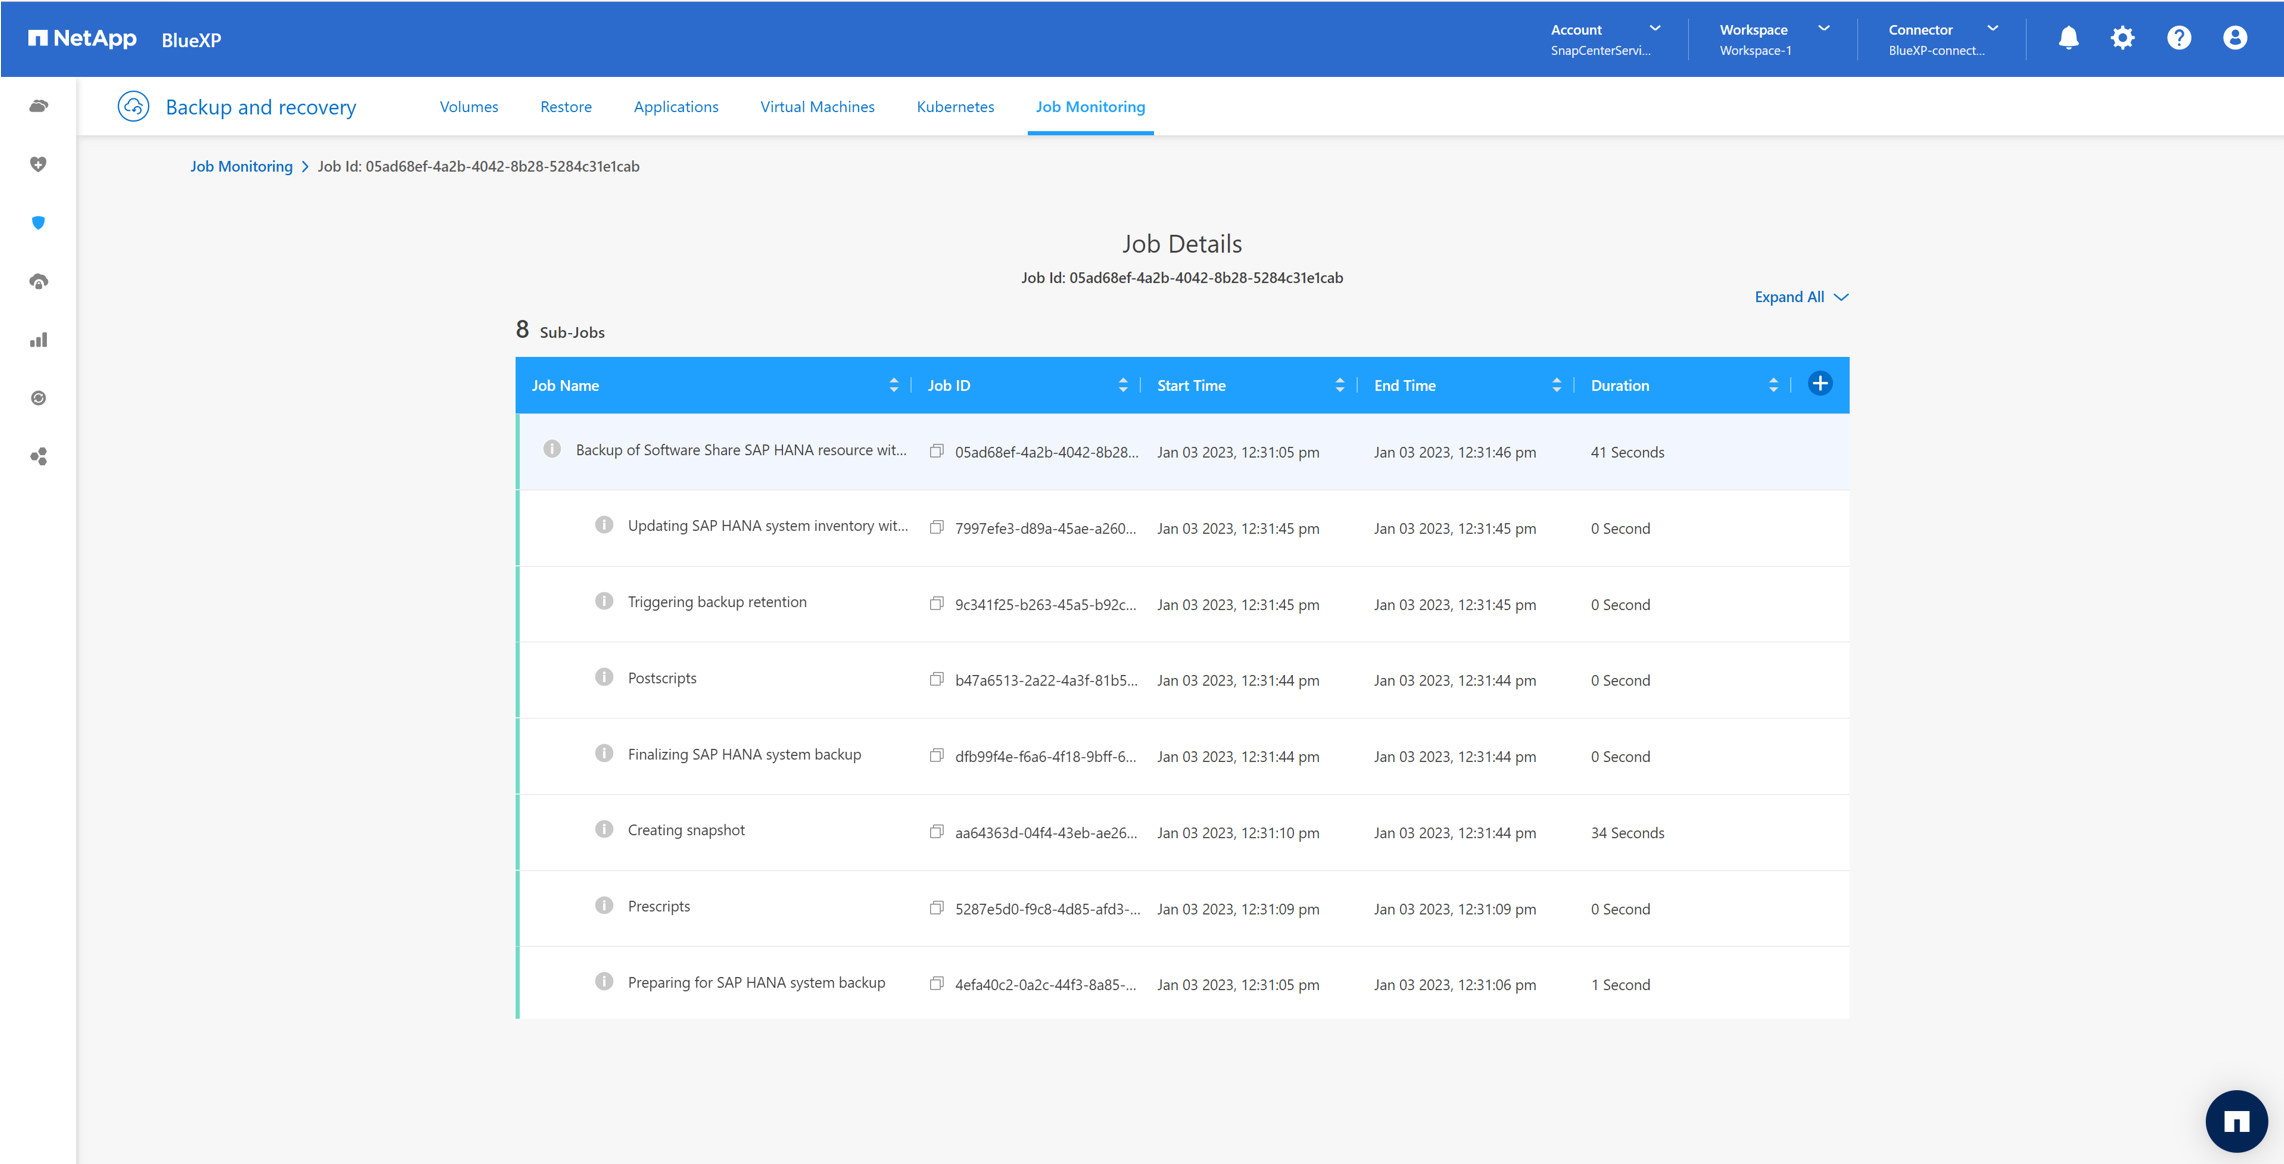 NetApp BlueXP
Account
SnapCenterServi...
Workspace
Workspace-1
Connector
BlueXP-connect...
Backup and recovery Volumes Restore Applications Virtual Machines Kubernetes Job Monitoring
Job Monitoring > Job Id: 05ad68ef-4a2b-4042-8b28-5284c31e1cab
Job Details
Job Id: 05ad68ef-4a2b-4042-8b28-5284c31e1cab
Expand All
8 Sub-Jobs
Job Name Job ID Start Time End Time Duration
Backup of Software Share SAP HANA resource wit... 05ad68ef-4a2b-4042-8b28... Jan 03 2023, 12:31:05 pm Jan 03 2023, 12:31:46 pm 41 Seconds
Updating SAP HANA system inventory wit... 7997efe3-d89a-45ae-a260... Jan 03 2023, 12:31:45 pm Jan 03 2023, 12:31:45 pm 0 Second
Triggering backup retention 9c341f25-b263-45a5-b92c... Jan 03 2023, 12:31:45 pm Jan 03 2023, 12:31:45 pm 0 Second
Postscripts b47a6513-2a22-4a3f-81b5... Jan 03 2023, 12:31:44 pm Jan 03 2023, 12:31:44 pm 0 Second
Finalizing SAP HANA system backup dfb99f4e-f6a6-4f18-9bff-6... Jan 03 2023, 12:31:44 pm Jan 03 2023, 12:31:44 pm 0 Second
Creating snapshot aa64363d-04f4-43eb-ae26... Jan 03 2023, 12:31:10 pm Jan 03 2023, 12:31:44 pm 34 Seconds
Prescripts 5287e5d0-f9c8-4d85-afd3-... Jan 03 2023, 12:31:09 pm Jan 03 2023, 12:31:09 pm 0 Second
Preparing for SAP HANA system backup 4efa40c2-0a2c-44f3-8a85-... Jan 03 2023, 12:31:05 pm Jan 03 2023, 12:31:06 pm 1 Second